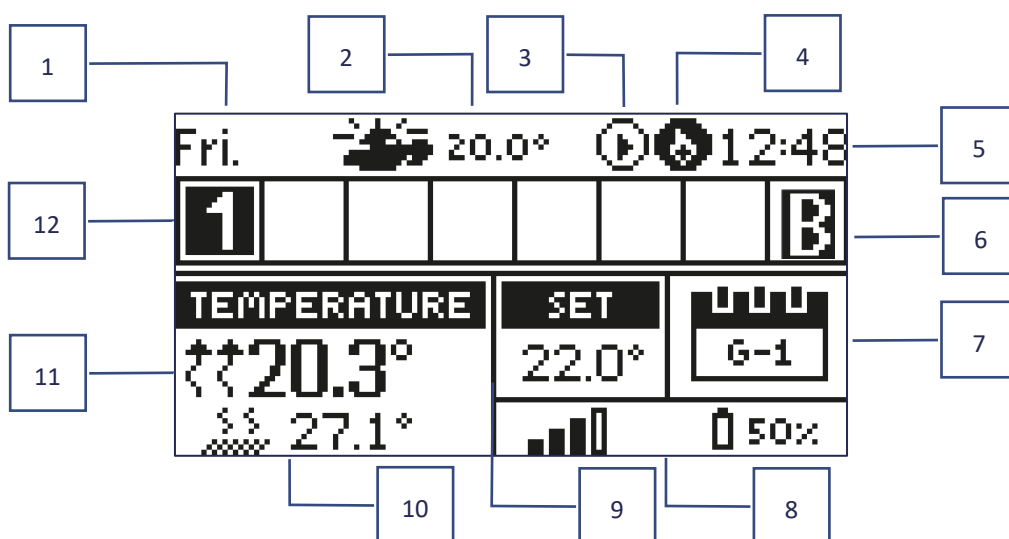 1 2 3 4
Fri. 20.0° 12:48 5
12 1 B 6
TEMPERATURE SET
11 20.3° 22.0° G-1 7
27.1° 50%
10 9 8